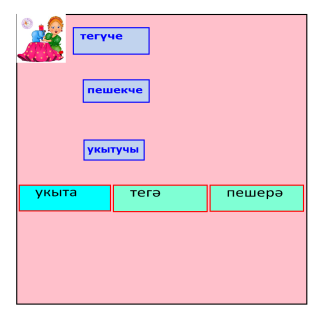 тегүче
пешекче
укытучы
укыта тегә пешерә